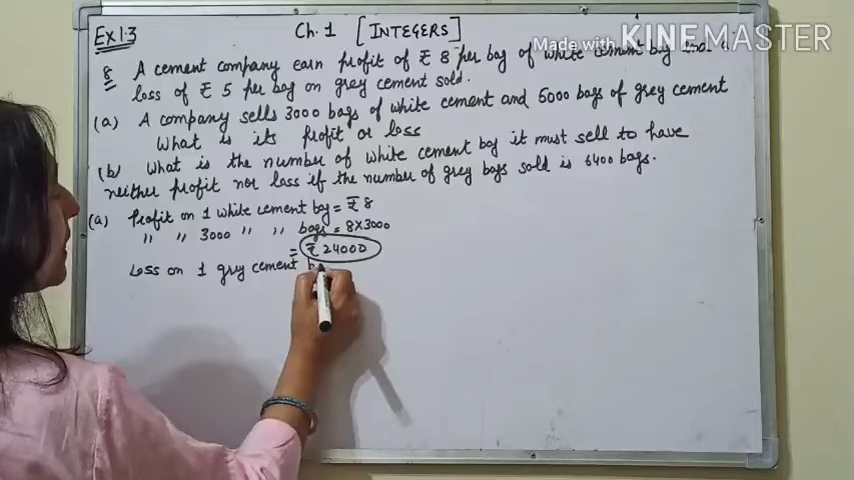 Ex 1.3
Ch. 1 [INTEGERS]
Made with KINEMASTER
8 A cement company earn profit of ₹ 8 per bag of white cement bag
loss of ₹ 5 per bag on grey cement sold.
(a) A company sells 3000 bags of white cement and 5000 bags of grey cement
What is its profit or loss
(b) What is the number of white cement bag it must sell to have
neither profit nor loss if the number of grey bags sold is 6400 bags.
(a) Profit on 1 white cement bag = ₹ 8
" " 3000 " " bags = 8×3000
= ₹ 24000
Loss on 1 grey cement